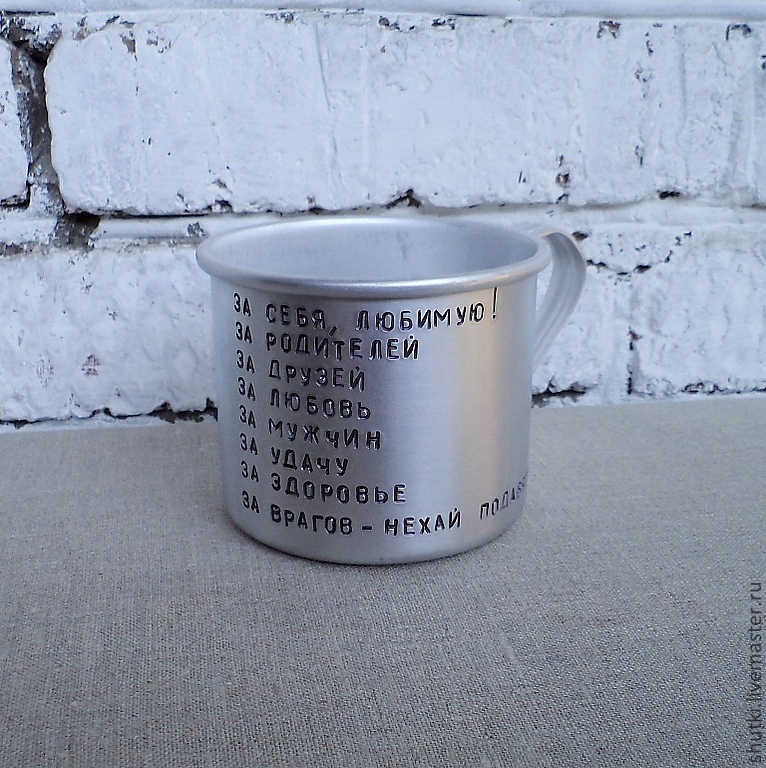 ЗА СЕБЯ, ЛЮБИМУЮ!
ЗА РОДИТЕЛЕЙ
ЗА ДРУЗЕЙ
ЗА ЛЮБОВЬ
ЗА МУЖЧИН
ЗА УДАЧУ
ЗА ЗДОРОВЬЕ
ЗА ВРАГОВ - НЕХАЙ
shutki.livemaster.ru